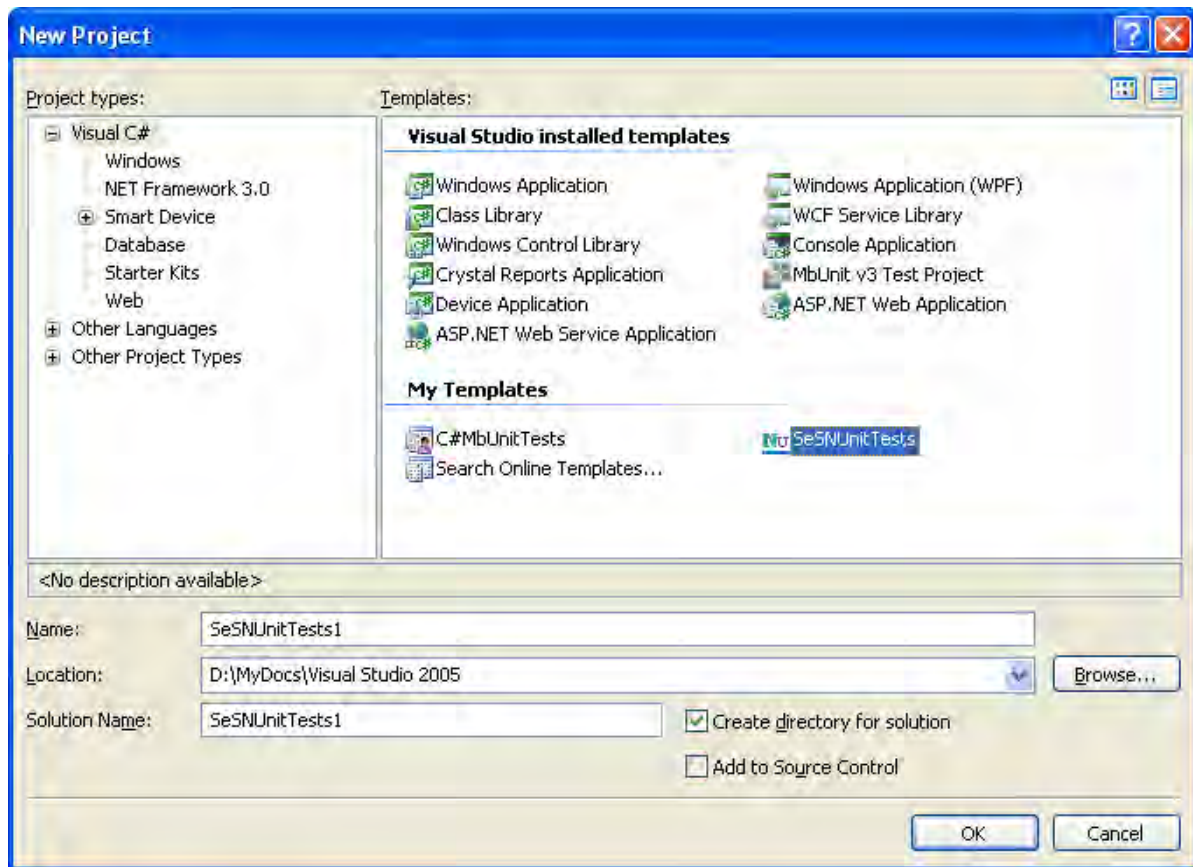 New Project
Project types:
Templates:
Visual C#
Windows
NET Framework 3.0
Smart Device
Database
Starter Kits
Web
Other Languages
Other Project Types
Visual Studio installed templates
Windows Application
Windows Application (WPF)
Class Library
WCF Service Library
Windows Control Library
Console Application
Crystal Reports Application
MbUnit v3 Test Project
Device Application
ASP.NET Web Application
ASP.NET Web Service Application
My Templates
C#MbUnitTests
SeSNUnitTests
Search Online Templates...
<No description available>
Name:
SeSNUnitTests1
Location:
D:\MyDocs\Visual Studio 2005
Browse...
Solution Name:
SeSNUnitTests1
Create directory for solution
Add to Source Control
OK
Cancel